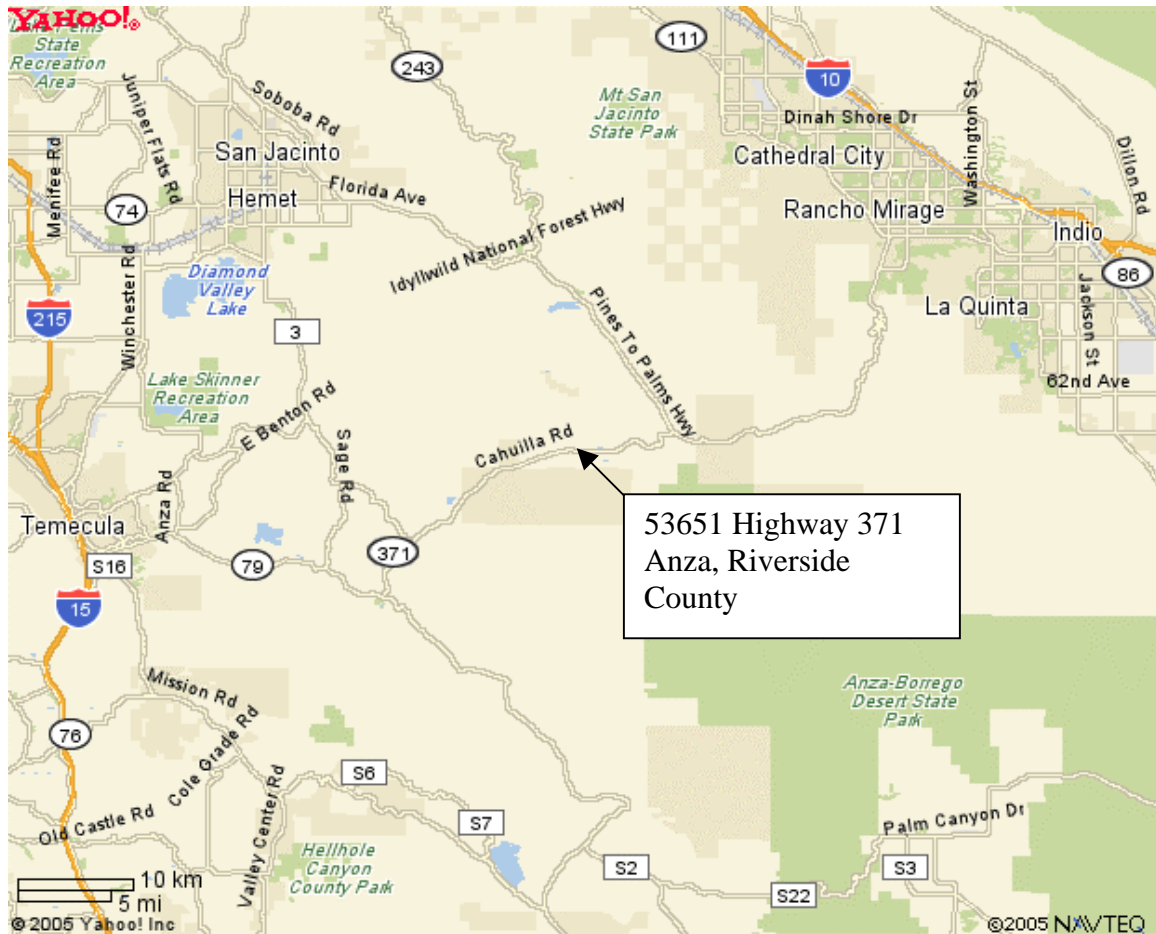 YAHOO!®
Lake Perris
State
Recreation
Area
Juniper Flats Rd
Menifee Rd
Soboba Rd
243
111
10
Mt San
Jacinto
State Park
Dinah Shore Dr
Washington St
Dillon Rd
San Jacinto
Cathedral City
Florida Ave
Hemet
74
Rancho Mirage
Indio
Idyllwild National Forest Hwy
Winchester Rd
Diamond
Valley
Lake
86
215
3
Pines To Palms Hwy
La Quinta
Jackson St
Lake Skinner
Recreation
Area
62nd Ave
E Benton Rd
Sage Rd
Cahuilla Rd
Anza Rd
Temecula
53651 Highway 371
Anza, Riverside
County
371
S16
79
15
Mission Rd
Anza-Borrego
Desert State
Park
76
Cole Grade Rd
Valley Center Rd
S6
S7
Old Castle Rd
Palm Canyon Dr
Hellhole
Canyon
County Park
S2
S3
S22
10 km
5 mi
© 2005 Yahoo! Inc
©2005 NAVTEQ